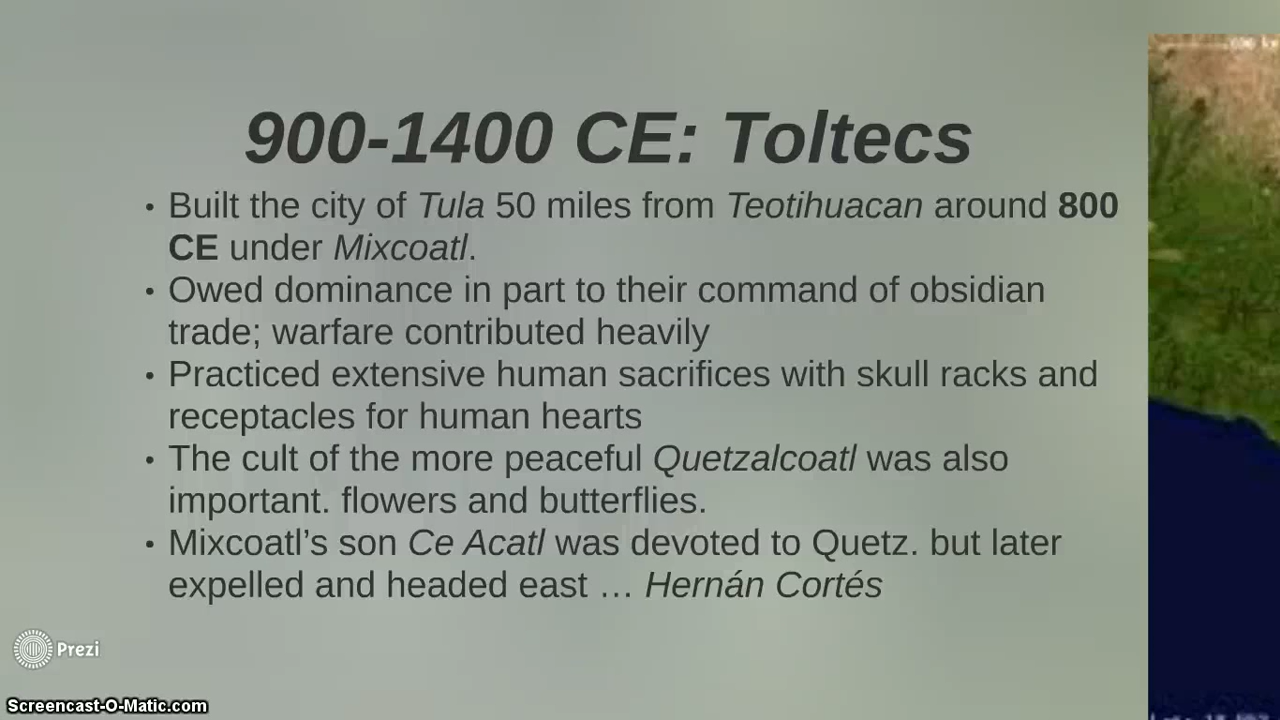 900-1400 CE: Toltecs
• Built the city of Tula 50 miles from Teotihuacan around 800
CE under Mixcoatl.
• Owed dominance in part to their command of obsidian
trade; warfare contributed heavily
• Practiced extensive human sacrifices with skull racks and
receptacles for human hearts
• The cult of the more peaceful Quetzalcoatl was also
important. flowers and butterflies.
• Mixcoatl’s son Ce Acatl was devoted to Quetz. but later
expelled and headed east … Hernán Cortés
Prezi
Screencast-O-Matic.com